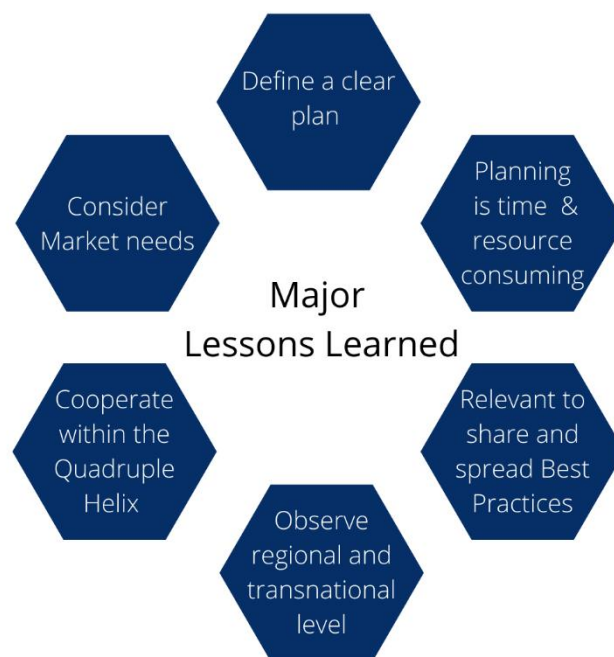 Define a clear
plan
Planning
is time &
resource
consuming
Consider
Market needs
Major
Lessons Learned
Cooperate
within the
Quadruple
Helix
Relevant to
share and
spread Best
Practices
Observe
regional and
transnational
level